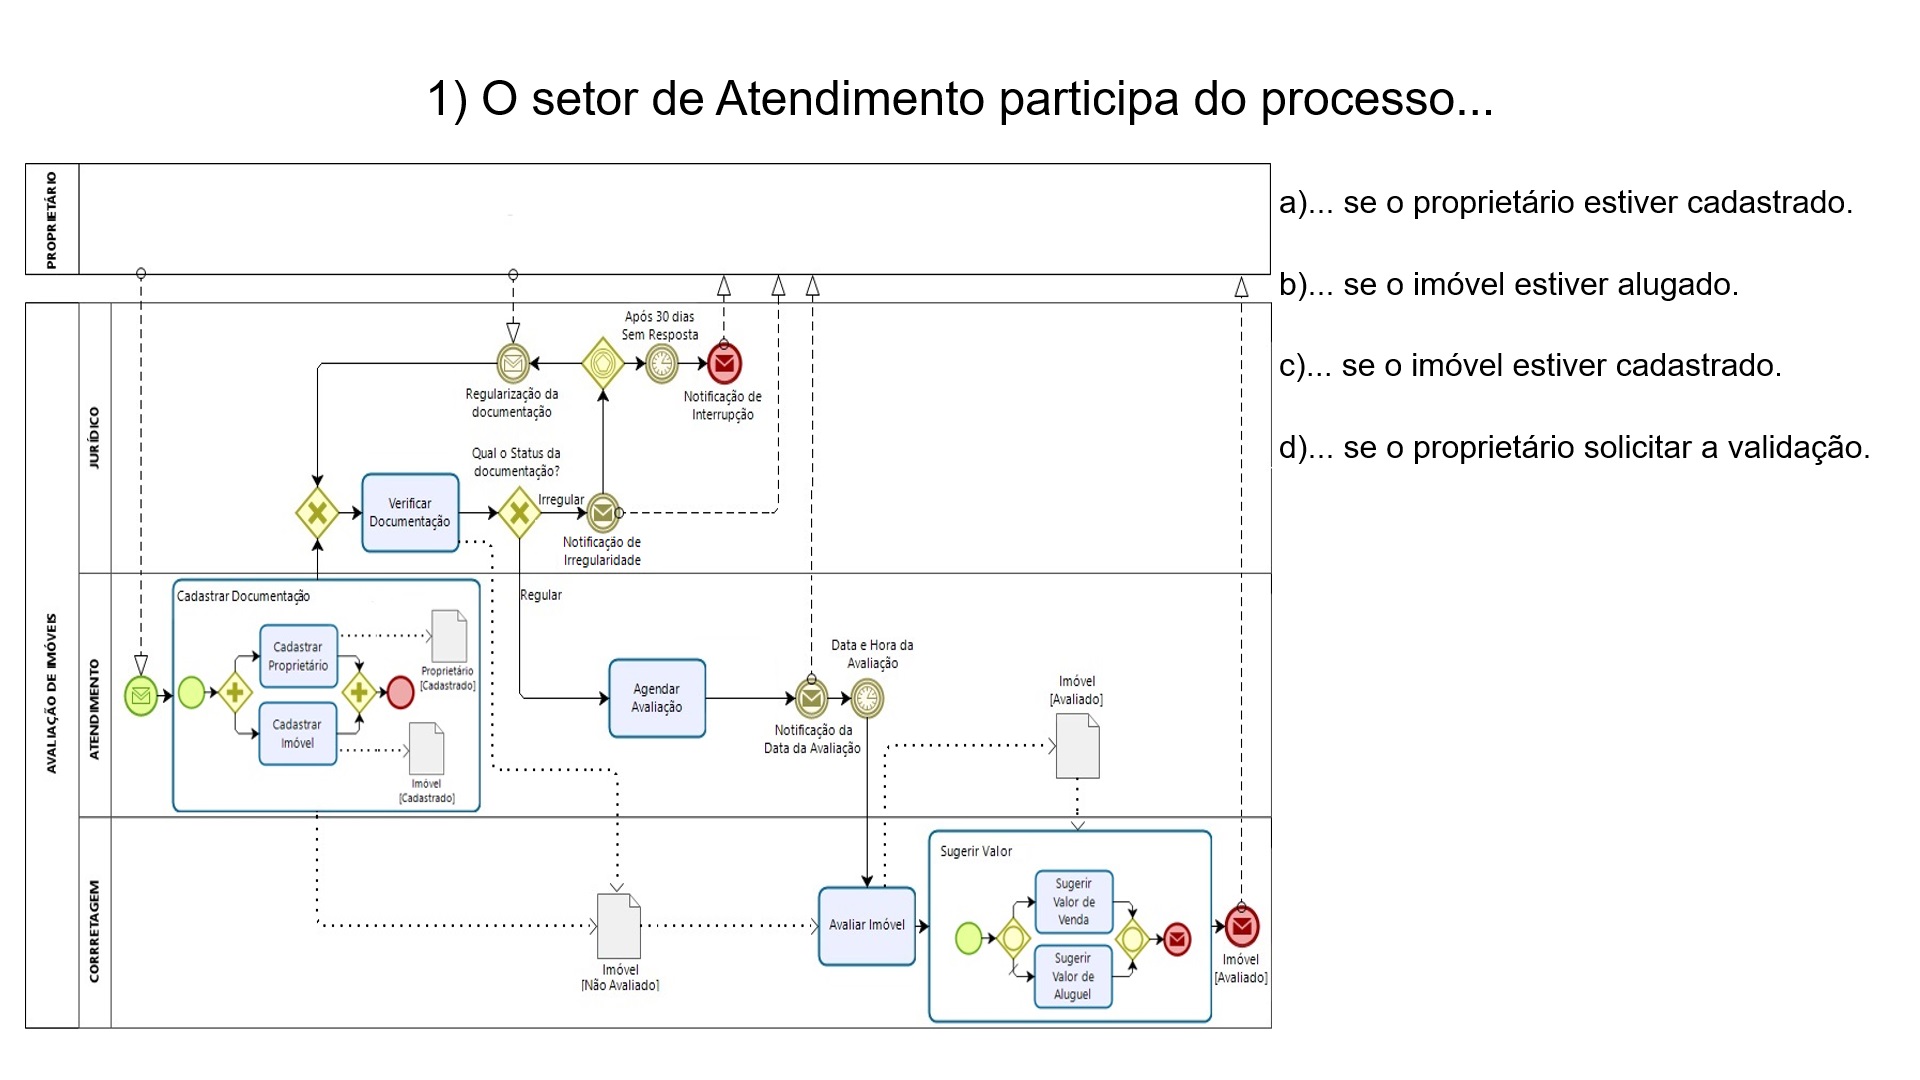 1) O setor de Atendimento participa do processo...
PROPRIETÁRIO
a)... se o proprietário estiver cadastrado.
b)... se o imóvel estiver alugado.
c)... se o imóvel estiver cadastrado.
d)... se o proprietário solicitar a validação.
AVALIAÇÃO DE IMÓVEIS
JURÍDICO
Após 30 dias
Sem Resposta
Regularização da
documentação
Notificação de
Interrupção
Qual o Status da
documentação?
Verificar
Documentação
Irregular
Notificação de
Irregularidade
Regular
ATENDIMENTO
Cadastrar Documentação
Cadastrar
Proprietário
Proprietário
[Cadastrado]
Cadastrar
Imóvel
Imóvel
[Cadastrado]
Agendar
Avaliação
Data e Hora da
Avaliação
Notificação da
Data da Avaliação
Imóvel
[Avaliado]
CORRETAGEM
Imóvel
[Não Avaliado]
Avaliar Imóvel
Sugerir Valor
Sugerir
Valor de
Venda
Sugerir
Valor de
Aluguel
Imóvel
[Avaliado]